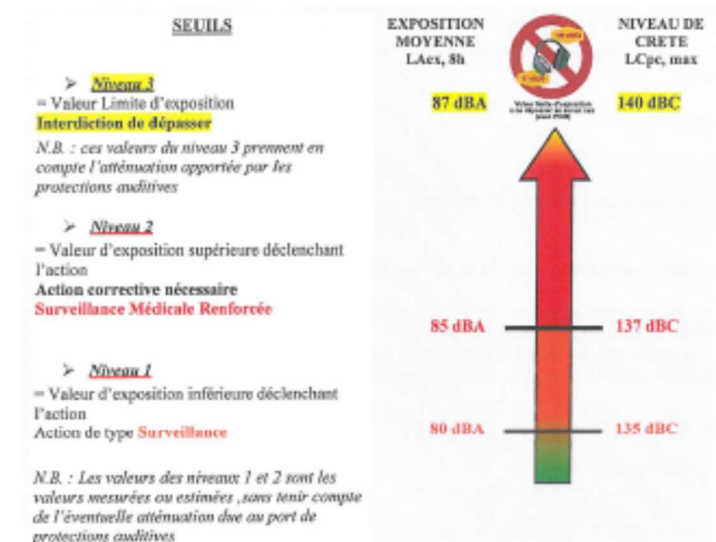 SEUILS
EXPOSITION
MOYENNE
LAex, 8h
NIVEAU DE
CRETE
LCpc, max
➢ Niveau 3
= Valeur Limite d'exposition
Interdiction de dépasser
87 dBA
140 dBC
N.B. : ces valeurs du niveau 3 prennent en
compte l'atténuation apportée par les
protections auditives
➢ Niveau 2
= Valeur d'exposition supérieure déclenchant
l'action
Action corrective nécessaire
Surveillance Médicale Renforcée
85 dBA
137 dBC
➢ Niveau 1
= Valeur d'exposition inférieure déclenchant
l'action
Action de type Surveillance
80 dBA
135 dBC
N.B. : Les valeurs des niveaux 1 et 2 sont les
valeurs mesurées ou estimées ,sans tenir compte
de l'éventuelle atténuation due au port de
protections auditives